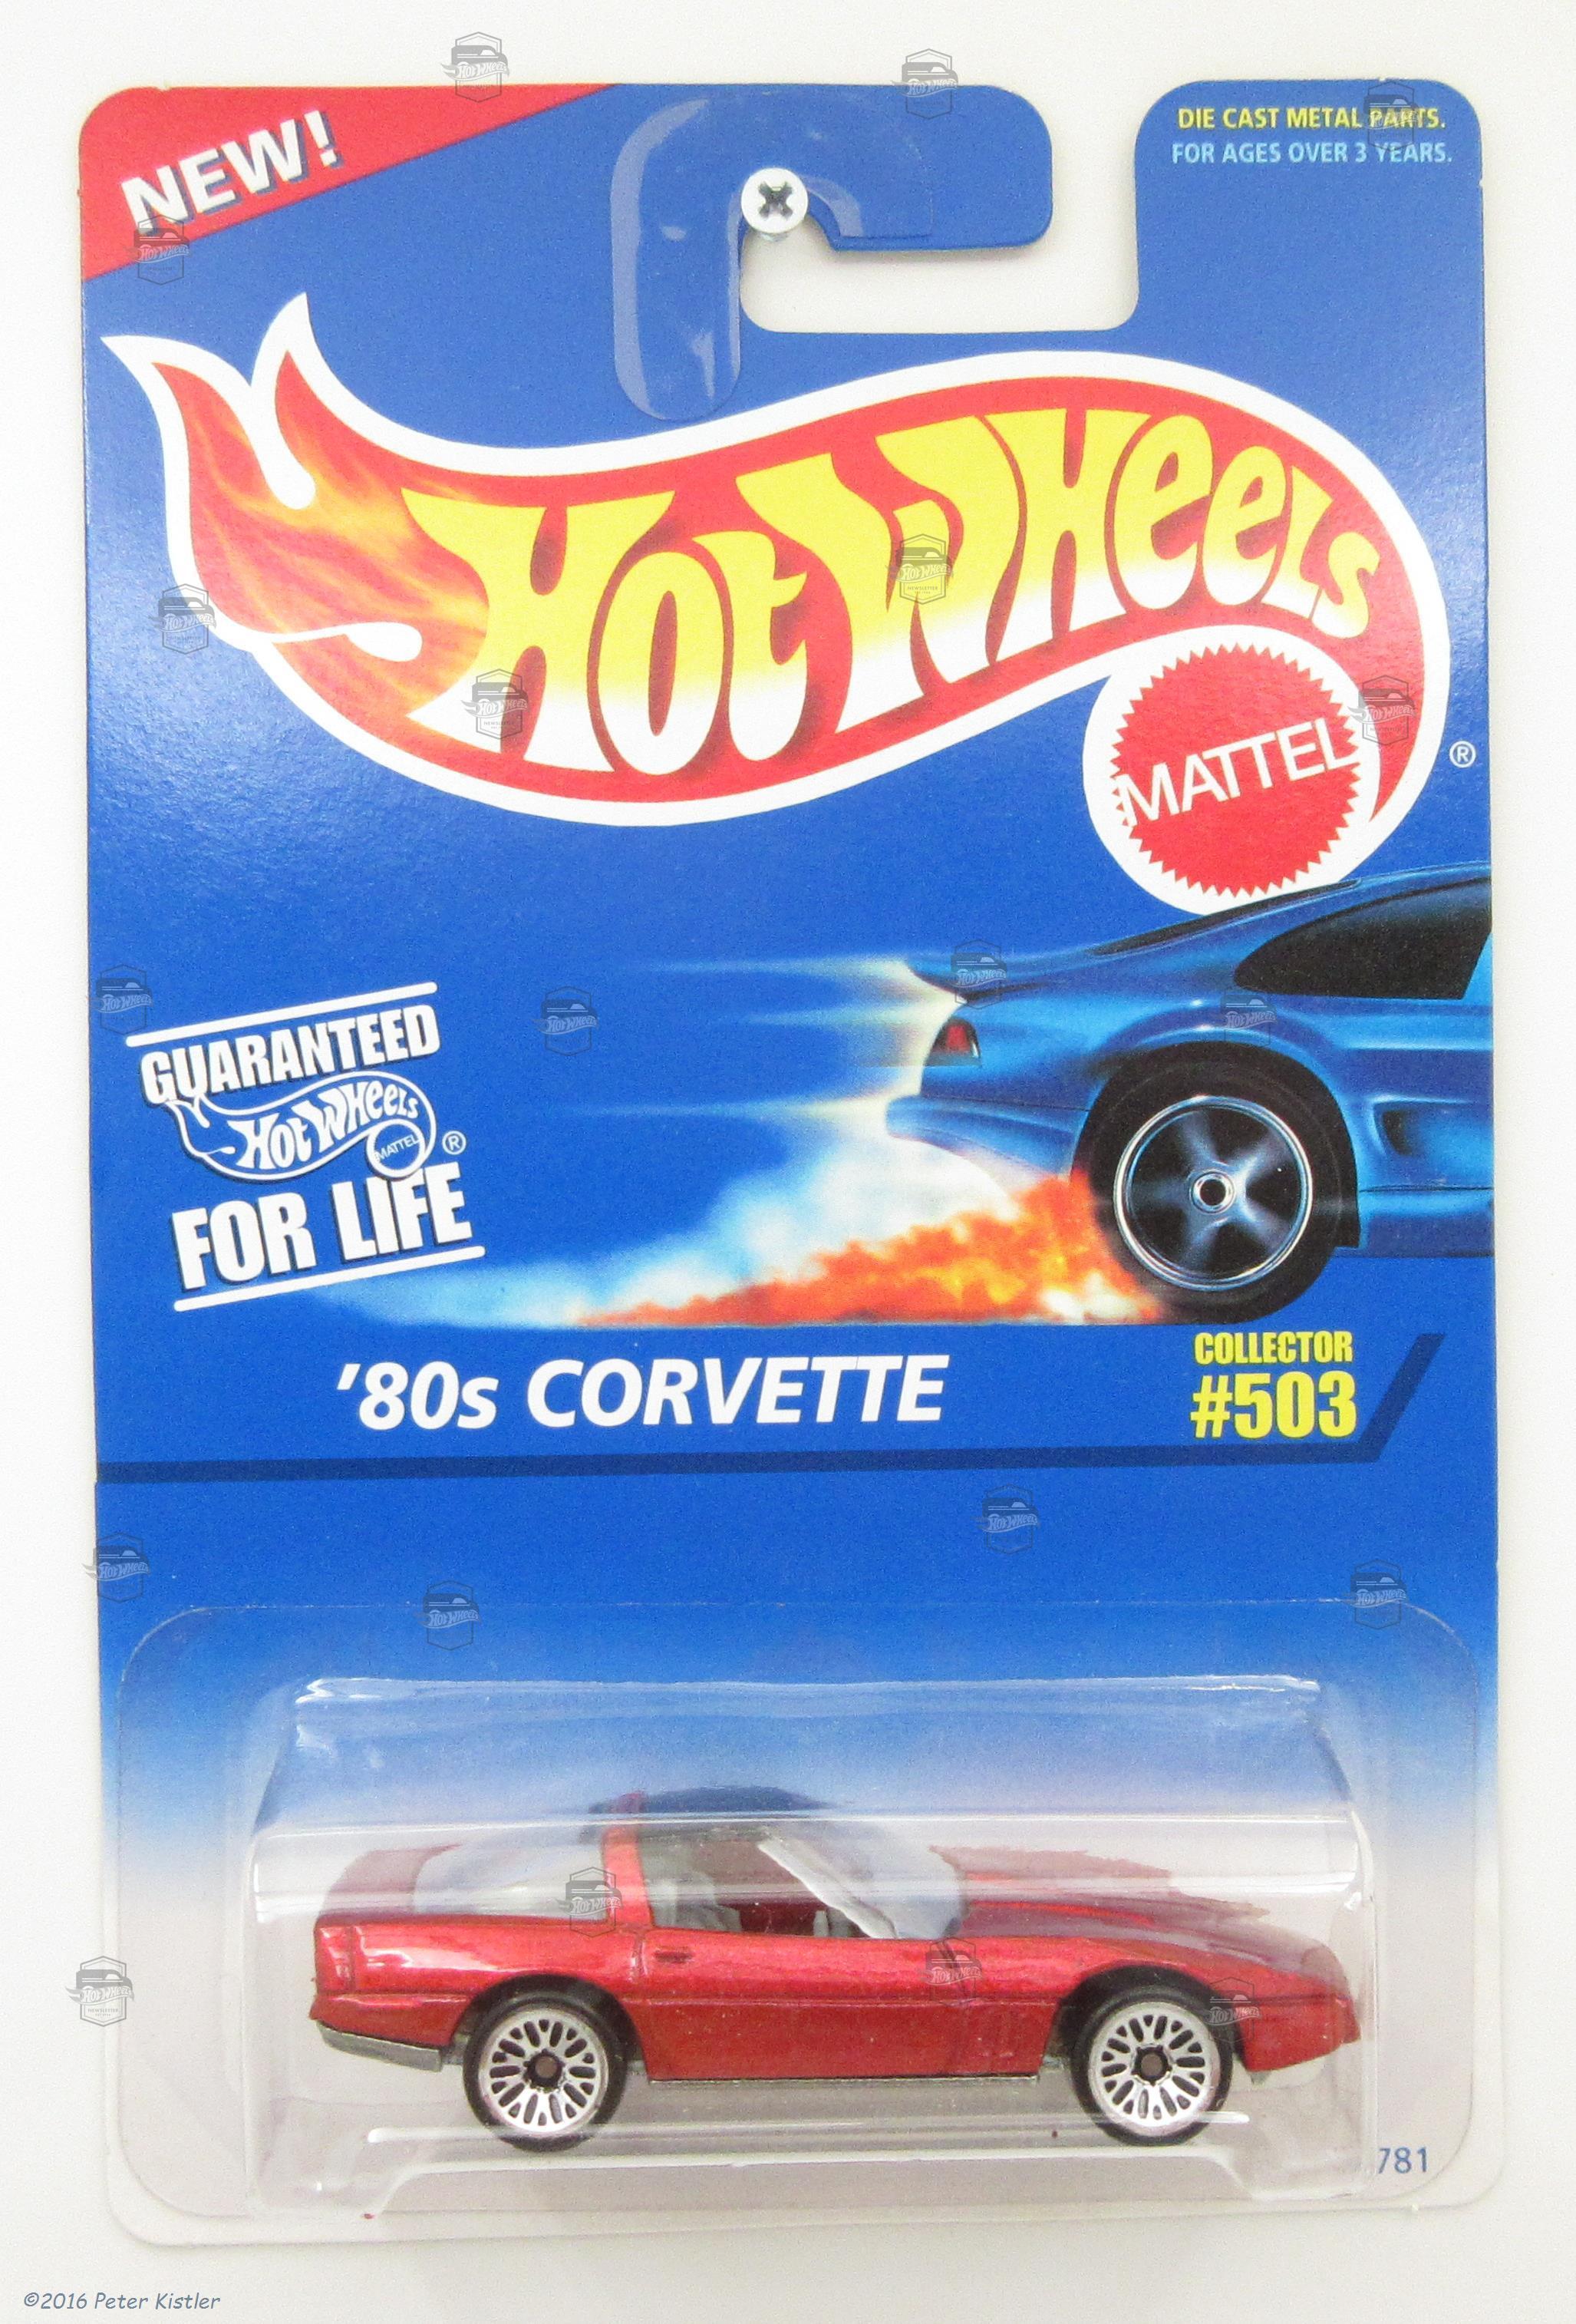 NEW!
DIE CAST METAL PARTS.
FOR AGES OVER 3 YEARS.
Hot Wheels
MATTEL
®
GUARANTEED
Hot Wheels
MATTEL
®
FOR LIFE
'80s CORVETTE
COLLECTOR
#503
781
©2016 Peter Kistler